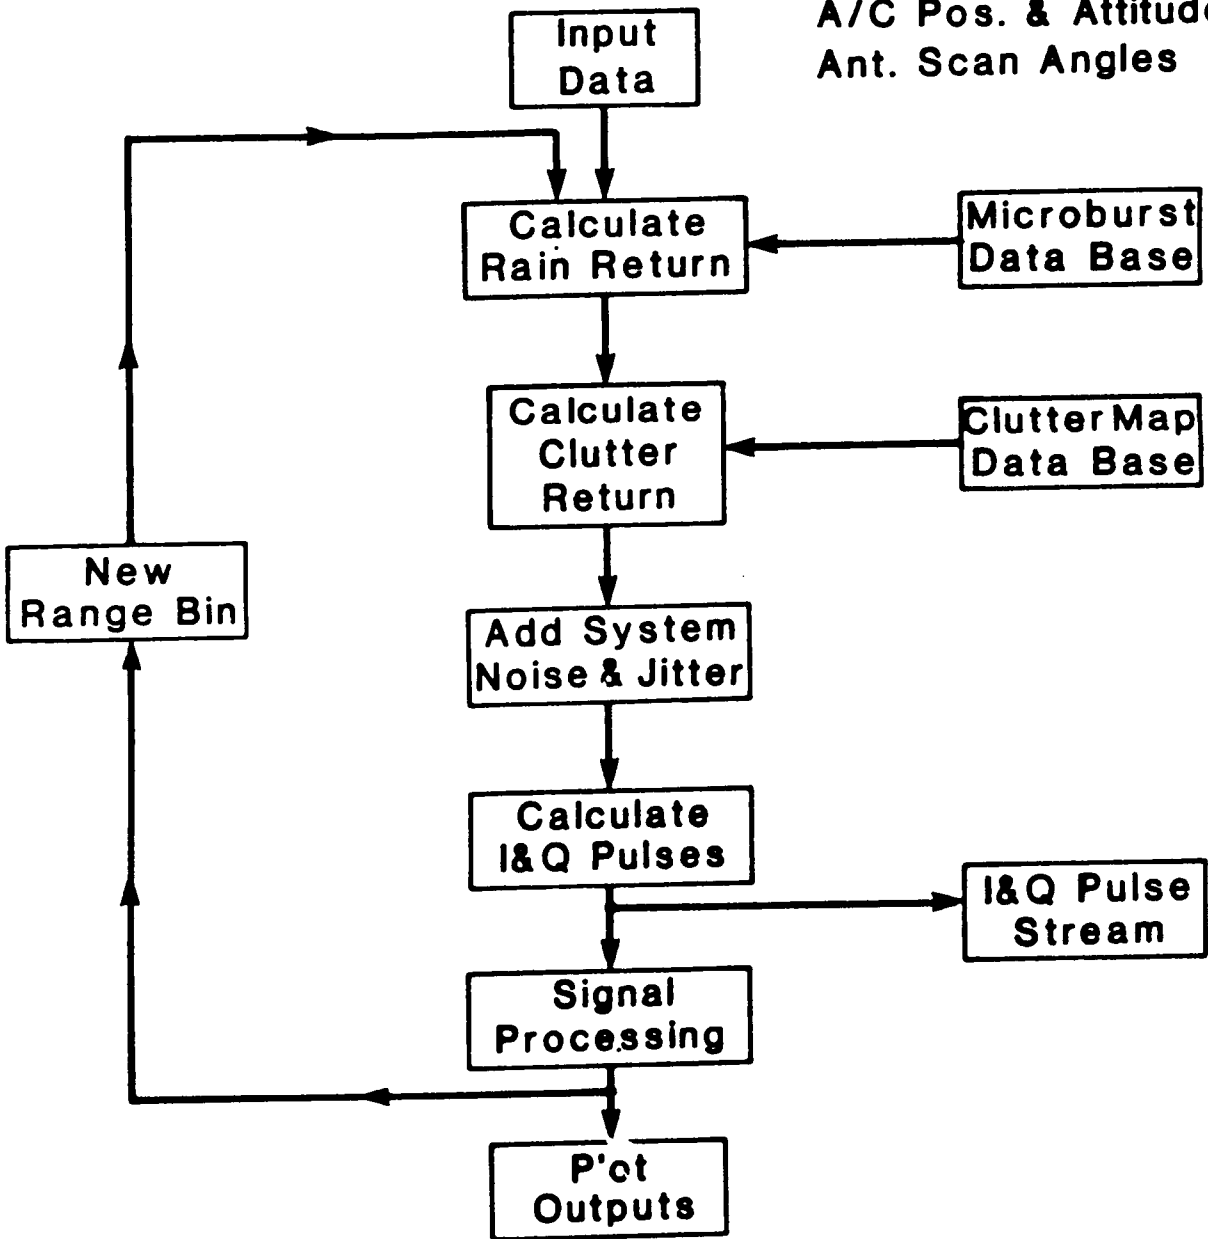 A/C Pos. & Attitude
Ant. Scan Angles
Input
Data
Calculate
Rain Return
Microburst
Data Base
Calculate
Clutter
Return
Clutter Map
Data Base
New
Range Bin
Add System
Noise & Jitter
Calculate
I&Q Pulses
I&Q Pulse
Stream
Signal
Processing
Plot
Outputs